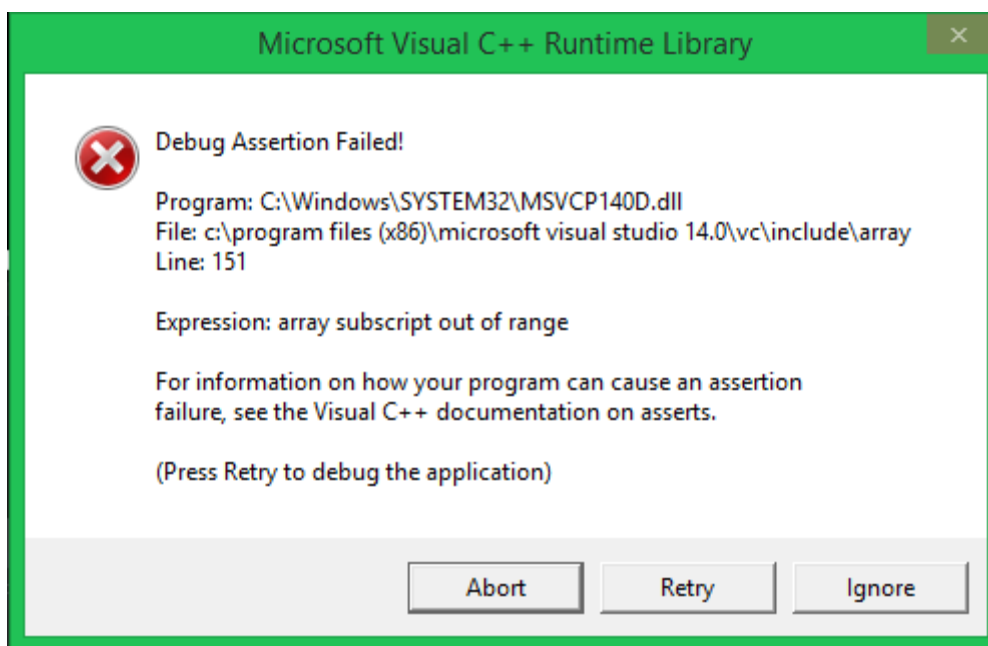 Microsoft Visual C++ Runtime Library
Debug Assertion Failed!
Program: C:\Windows\SYSTEM32\MSVCP140D.dll
File: c:\program files (x86)\microsoft visual studio 14.0\vc\include\array
Line: 151
Expression: array subscript out of range
For information on how your program can cause an assertion
failure, see the Visual C++ documentation on asserts.
(Press Retry to debug the application)
Abort Retry Ignore